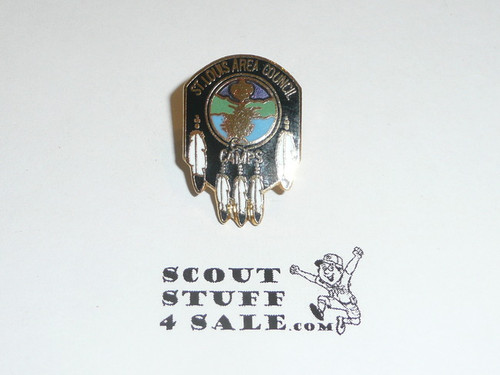 ST. LOUIS AREA COUNCIL
CAMPS
SCOUT
STUFF
4 SALE.com